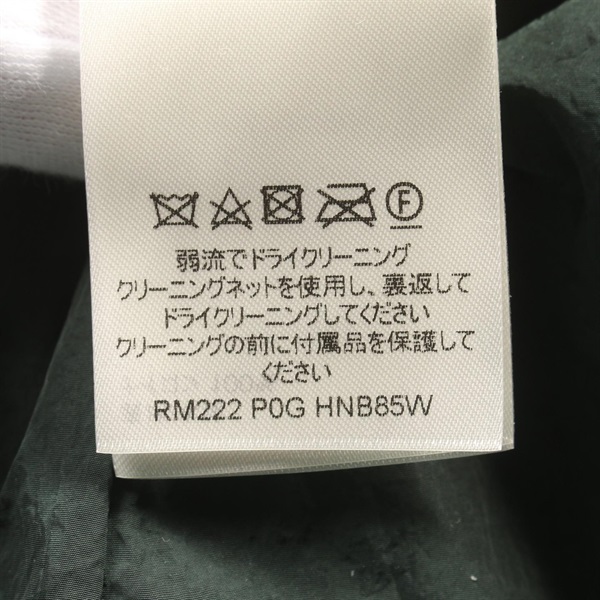 F
弱流でドライクリーニング
クリーニングネットを使用し、裏返して
ドライクリーニングしてください
クリーニングの前に付属品を保護して
ください
RM222 P0G HNB85W